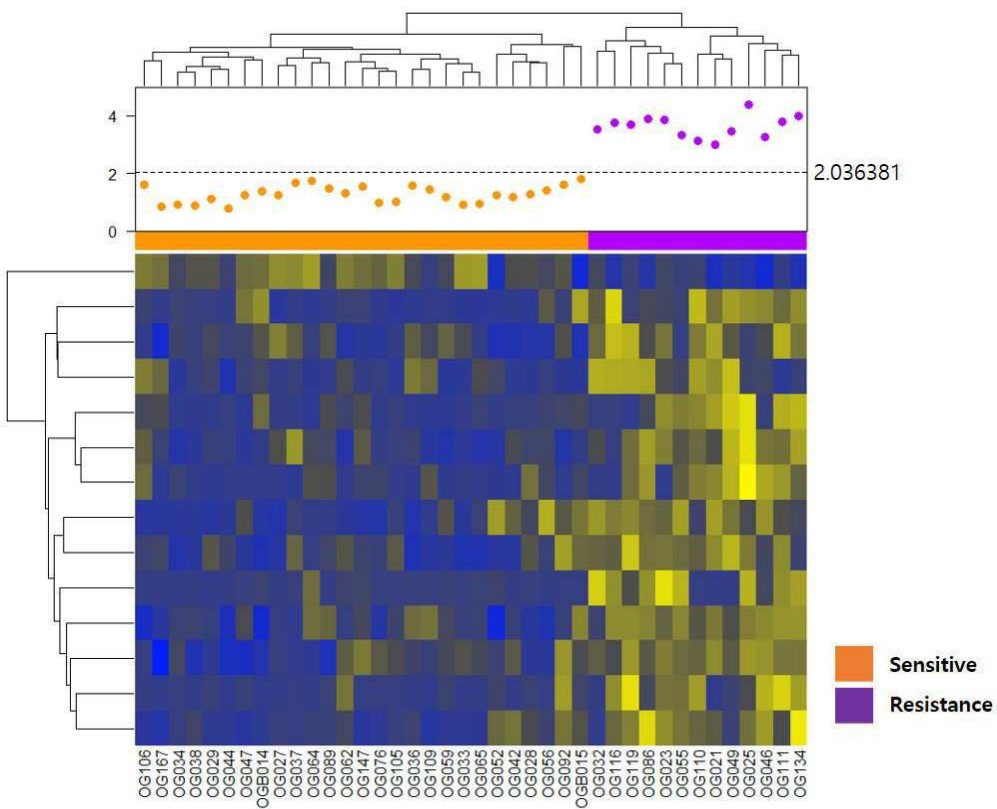 4
2
2.036381
0
Sensitive
Resistance
OG106
OG167
OG034
OG038
OG029
OG044
OG047
OGB014
OG027
OG037
OG064
OG089
OG062
OG147
OG076
OG105
OG036
OG109
OG059
OG033
OG065
OG052
OG042
OG028
OG056
OG092
OGB015
OG032
OG116
OG119
OG086
OG023
OG055
OG110
OG021
OG049
OG025
OG046
OG111
OG134